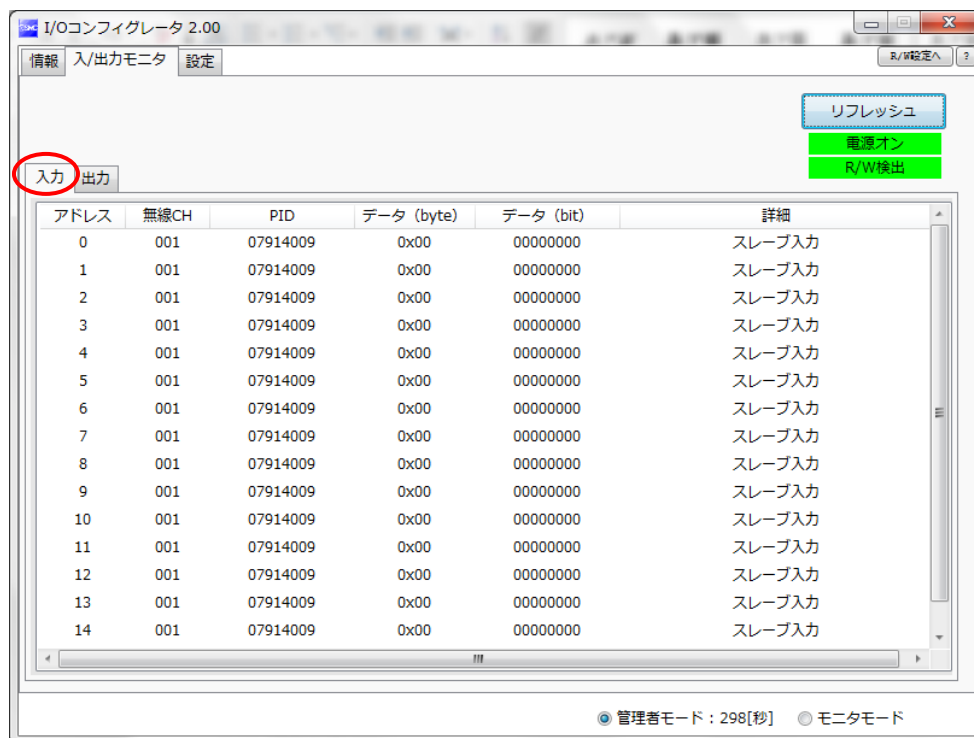 I/Oコンフィグレータ 2.00
情報 入/出力モニタ 設定 R/W設定へ ?
リフレッシュ
電源オン
R/W検出
入力 出力
アドレス 無線CH PID データ（byte） データ（bit） 詳細
0 001 07914009 0x00 00000000 スレーブ入力
1 001 07914009 0x00 00000000 スレーブ入力
2 001 07914009 0x00 00000000 スレーブ入力
3 001 07914009 0x00 00000000 スレーブ入力
4 001 07914009 0x00 00000000 スレーブ入力
5 001 07914009 0x00 00000000 スレーブ入力
6 001 07914009 0x00 00000000 スレーブ入力
7 001 07914009 0x00 00000000 スレーブ入力
8 001 07914009 0x00 00000000 スレーブ入力
9 001 07914009 0x00 00000000 スレーブ入力
10 001 07914009 0x00 00000000 スレーブ入力
11 001 07914009 0x00 00000000 スレーブ入力
12 001 07914009 0x00 00000000 スレーブ入力
13 001 07914009 0x00 00000000 スレーブ入力
14 001 07914009 0x00 00000000 スレーブ入力
管理者モード：298[秒] モニタモード